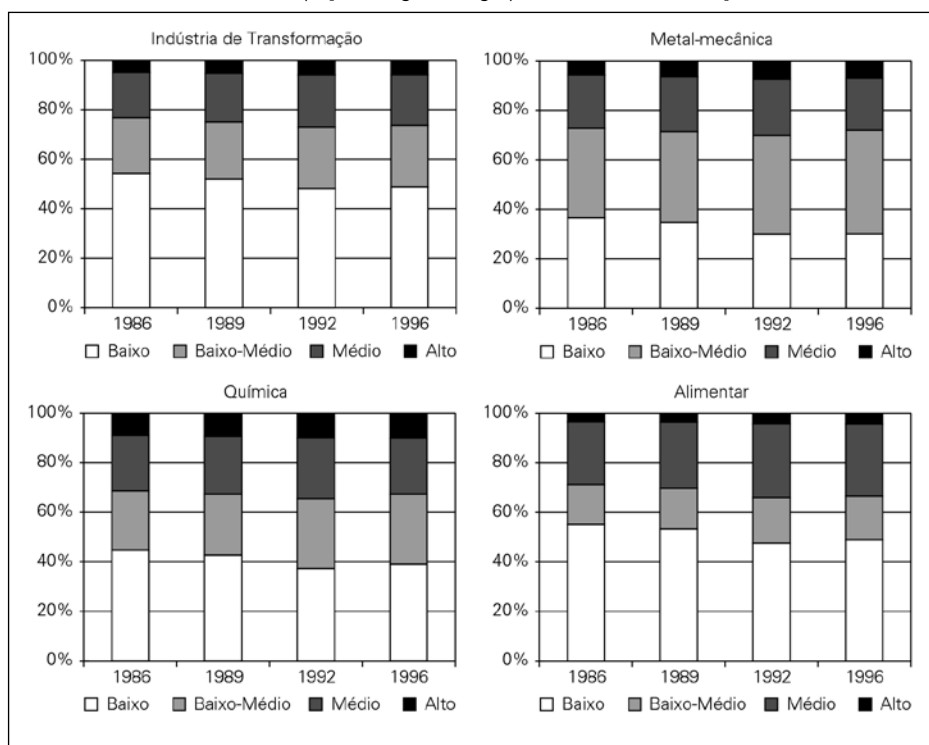 Indústria de Transformação
100%
80%
60%
40%
20%
0%
1986 1989 1992 1996
Baixo Baixo-Médio Médio Alto
Metal-mecânica
100%
80%
60%
40%
20%
0%
1986 1989 1992 1996
Baixo Baixo-Médio Médio Alto
Química
100%
80%
60%
40%
20%
0%
1986 1989 1992 1996
Baixo Baixo-Médio Médio Alto
Alimentar
100%
80%
60%
40%
20%
0%
1986 1989 1992 1996
Baixo Baixo-Médio Médio Alto